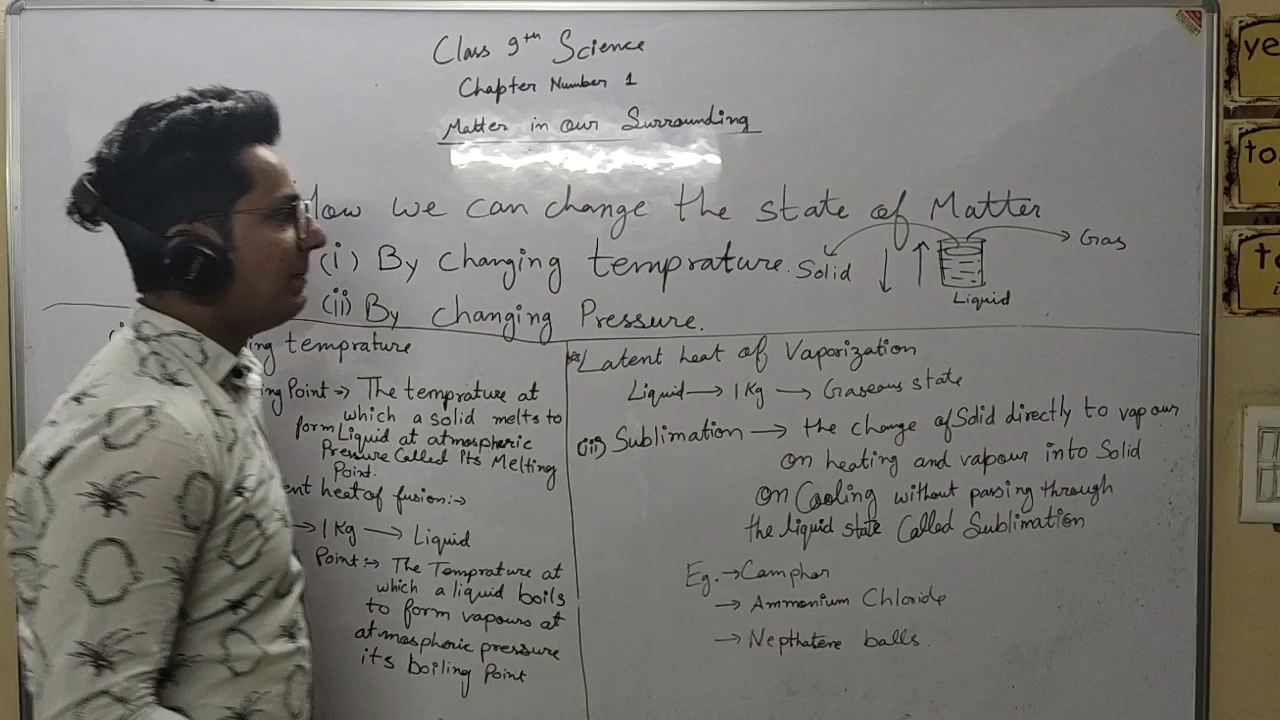 Class 9th Science
Chapter Number 1
Matter in our Surrounding
How we can change the state of Matter
(i) By changing temprature.
Solid
Liquid
Gas
(ii) By changing Pressure.
ing temprature
ing Point → The temprature at
which a solid melts to
form Liquid at atmospheric
Pressure Called its Melting
Point.
ent heat of fusion:→
→ 1 Kg → Liquid
Point:→ The Temprature at
which a liquid boils
to form vapours at
atmospheric pressure
its boiling Point
*Latent heat of Vaporization
Liquid → 1 Kg → Gaseous state
(iii) Sublimation → the change of Solid directly to vapour
on heating and vapour into Solid
on Cooling without passing through
the liquid state Called Sublimation
Eg. → Camphor
→ Ammonium Chloride
→ Nepthatene balls.
ye
to